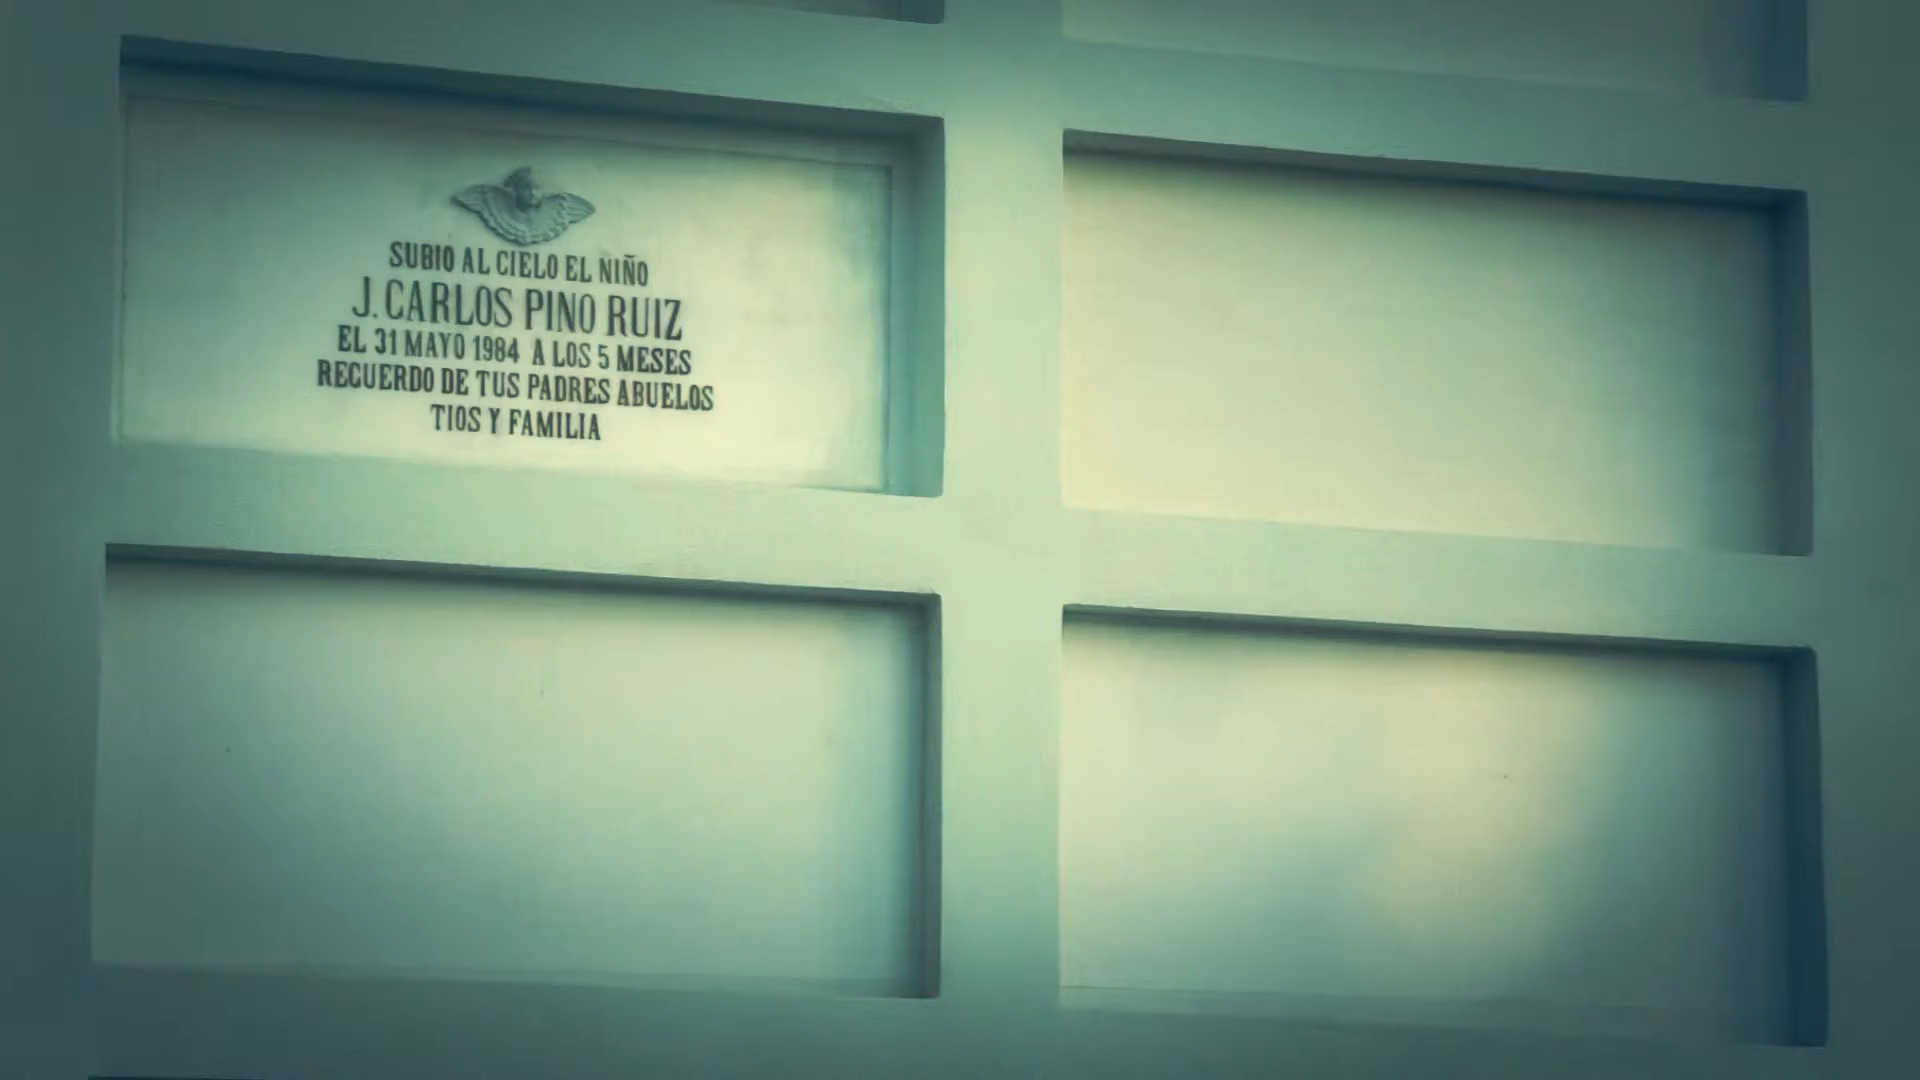 SUBIO AL CIELO EL NIÑO
J. CARLOS PINO RUIZ
EL 31 MAYO 1984 A LOS 5 MESES
RECUERDO DE TUS PADRES ABUELOS
TIOS Y FAMILIA